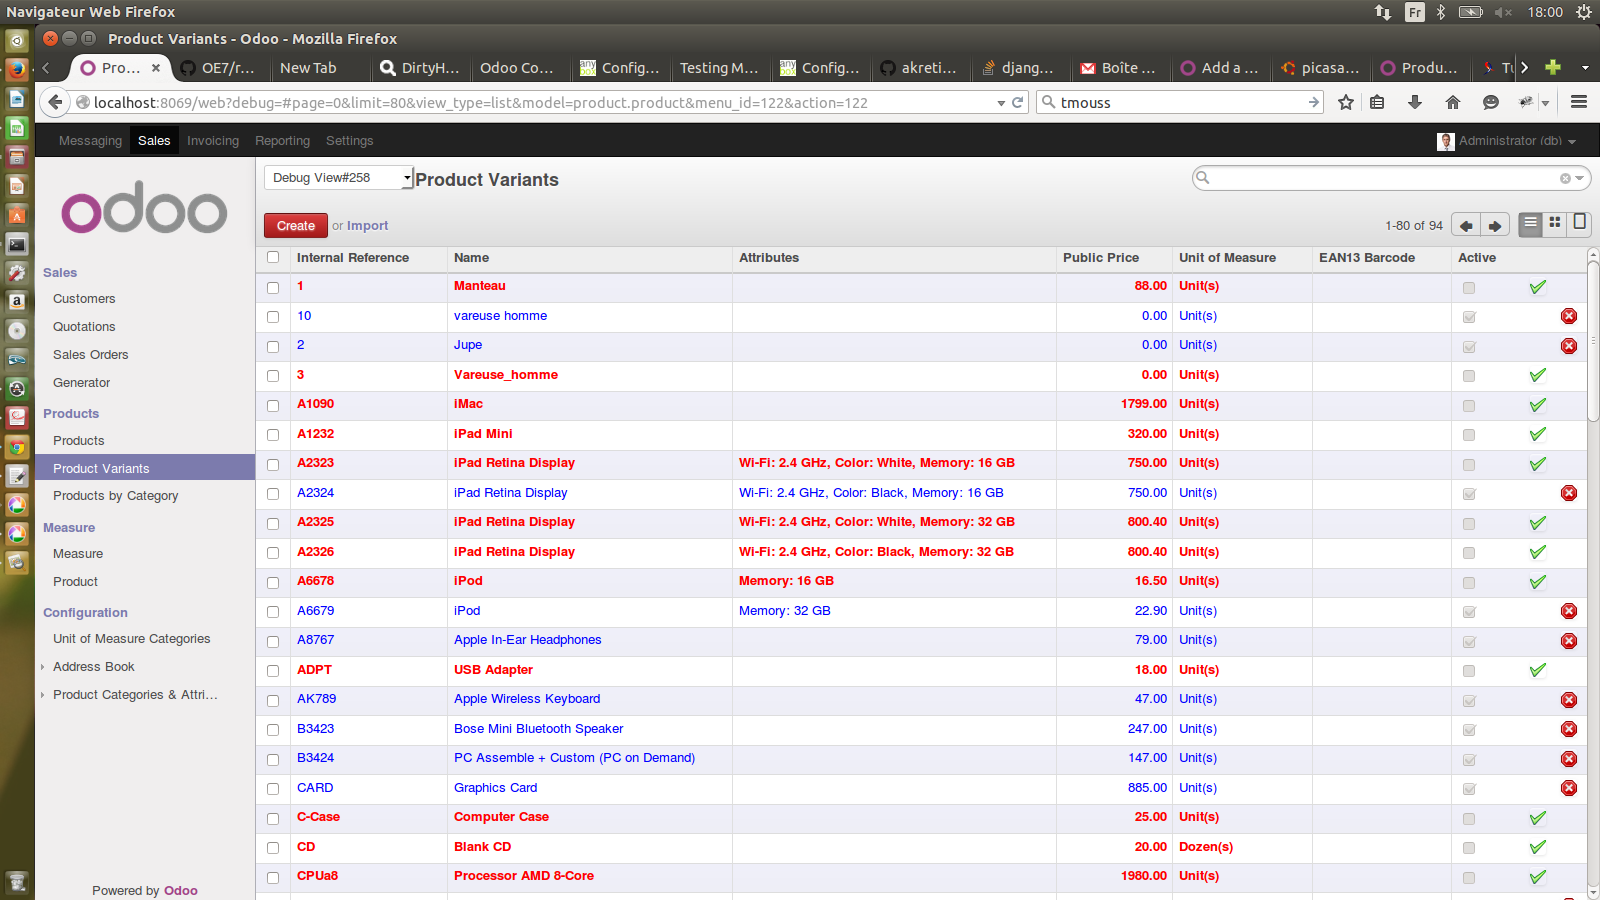 Navigateur Web Firefox
Fr
18:00
Product Variants - Odoo - Mozilla Firefox
Pro...
OE7/r...
New Tab
DirtyH...
Odoo Co...
any box Config...
Testing M...
any box Config...
akreti...
djang...
Boîte ...
Add a ...
picasa...
Produ...
localhost:8069/web?debug=#page=0&limit=80&view_type=list&model=product.product&menu_id=122&action=122
tmouss
Messaging Sales Invoicing Reporting Settings
Administrator (db)
odoo
Debug View#258
Product Variants
Create or Import
1-80 of 94
Sales
Customers
Quotations
Sales Orders
Generator
Products
Products
Product Variants
Products by Category
Measure
Measure
Product
Configuration
Unit of Measure Categories
Address Book
Product Categories & Attri...
Powered by Odoo
Internal Reference Name Attributes Public Price Unit of Measure EAN13 Barcode Active
1 Manteau 88.00 Unit(s)
10 vareuse homme 0.00 Unit(s)
2 Jupe 0.00 Unit(s)
3 Vareuse_homme 0.00 Unit(s)
A1090 iMac 1799.00 Unit(s)
A1232 iPad Mini 320.00 Unit(s)
A2323 iPad Retina Display Wi-Fi: 2.4 GHz, Color: White, Memory: 16 GB 750.00 Unit(s)
A2324 iPad Retina Display Wi-Fi: 2.4 GHz, Color: Black, Memory: 16 GB 750.00 Unit(s)
A2325 iPad Retina Display Wi-Fi: 2.4 GHz, Color: White, Memory: 32 GB 800.40 Unit(s)
A2326 iPad Retina Display Wi-Fi: 2.4 GHz, Color: Black, Memory: 32 GB 800.40 Unit(s)
A6678 iPod Memory: 16 GB 16.50 Unit(s)
A6679 iPod Memory: 32 GB 22.90 Unit(s)
A8767 Apple In-Ear Headphones 79.00 Unit(s)
ADPT USB Adapter 18.00 Unit(s)
AK789 Apple Wireless Keyboard 47.00 Unit(s)
B3423 Bose Mini Bluetooth Speaker 247.00 Unit(s)
B3424 PC Assemble + Custom (PC on Demand) 147.00 Unit(s)
CARD Graphics Card 885.00 Unit(s)
C-Case Computer Case 25.00 Unit(s)
CD Blank CD 20.00 Dozen(s)
CPUa8 Processor AMD 8-Core 1980.00 Unit(s)